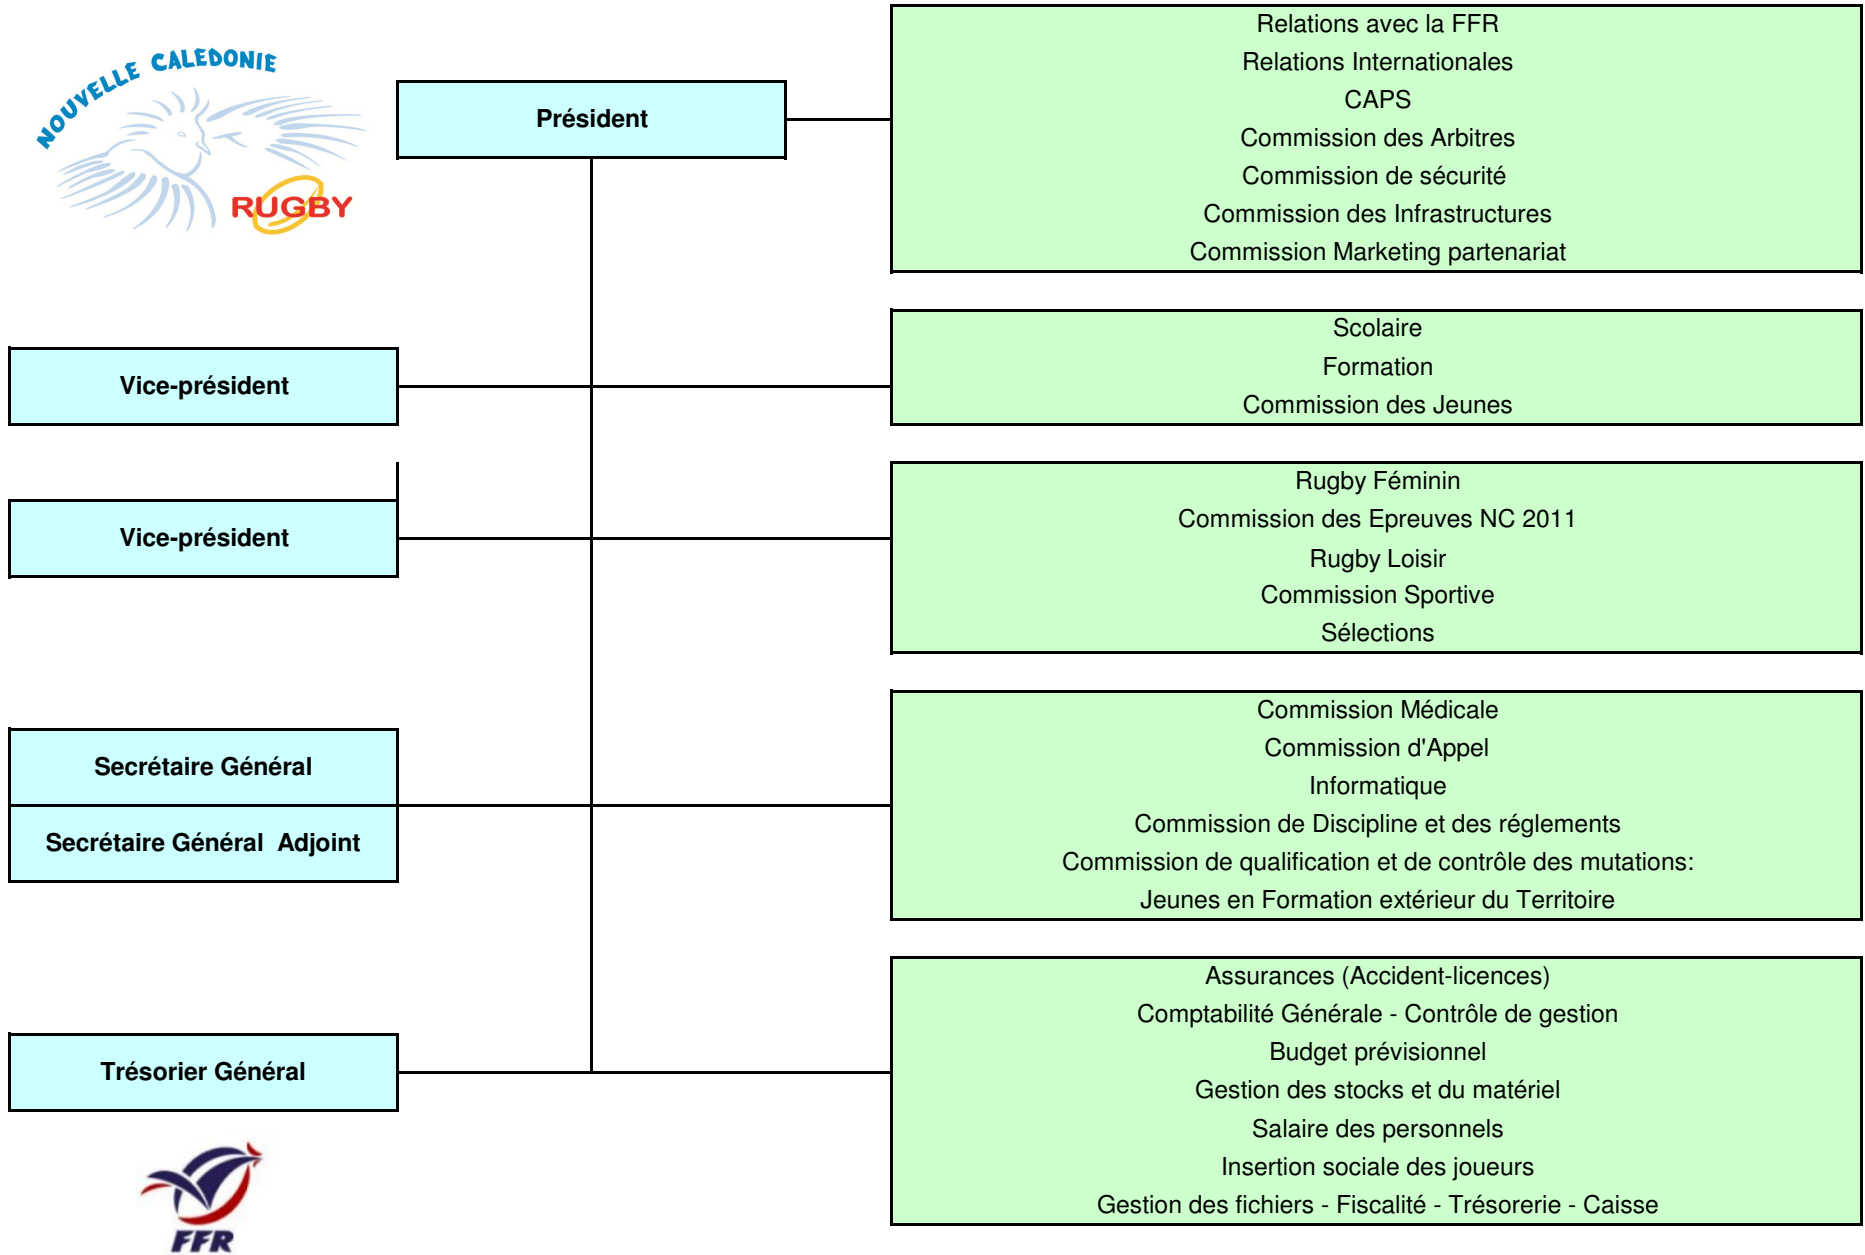 NOUVELLE CALEDONIE
RUGBY
Président
Relations avec la FFR
Relations Internationales
CAPS
Commission des Arbitres
Commission de sécurité
Commission des Infrastructures
Commission Marketing partenariat
Vice-président
Scolaire
Formation
Commission des Jeunes
Vice-président
Rugby Féminin
Commission des Epreuves NC 2011
Rugby Loisir
Commission Sportive
Sélections
Secrétaire Général
Secrétaire Général  Adjoint
Commission Médicale
Commission d'Appel
Informatique
Commission de Discipline et des réglements
Commission de qualification et de contrôle des mutations:
Jeunes en Formation extérieur du Territoire
Trésorier Général
Assurances (Accident-licences)
Comptabilité Générale - Contrôle de gestion
Budget prévisionnel
Gestion des stocks et du matériel
Salaire des personnels
Insertion sociale des joueurs
Gestion des fichiers - Fiscalité - Trésorerie - Caisse
FFR